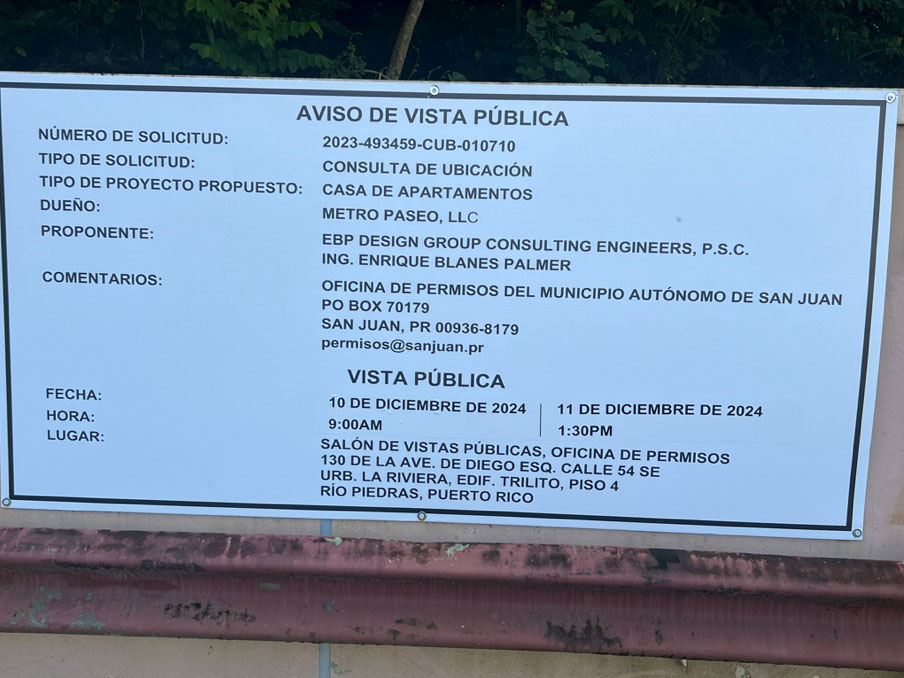 AVISO DE VISTA PÚBLICA
NÚMERO DE SOLICITUD: 2023-493459-CUB-010710
TIPO DE SOLICITUD: CONSULTA DE UBICACIÓN
TIPO DE PROYECTO PROPUESTO: CASA DE APARTAMENTOS
DUEÑO: METRO PASEO, LLC
PROPONENTE: EBP DESIGN GROUP CONSULTING ENGINEERS, P.S.C.
ING. ENRIQUE BLANES PALMER
COMENTARIOS: OFICINA DE PERMISOS DEL MUNICIPIO AUTÓNOMO DE SAN JUAN
PO BOX 70179
SAN JUAN, PR 00936-8179
permisos@sanjuan.pr
VISTA PÚBLICA
FECHA: 10 DE DICIEMBRE DE 2024 11 DE DICIEMBRE DE 2024
HORA: 9:00AM 1:30PM
LUGAR: SALÓN DE VISTAS PÚBLICAS, OFICINA DE PERMISOS
130 DE LA AVE. DE DIEGO ESQ. CALLE 54 SE
URB. LA RIVIERA, EDIF. TRILITO, PISO 4
RÍO PIEDRAS, PUERTO RICO